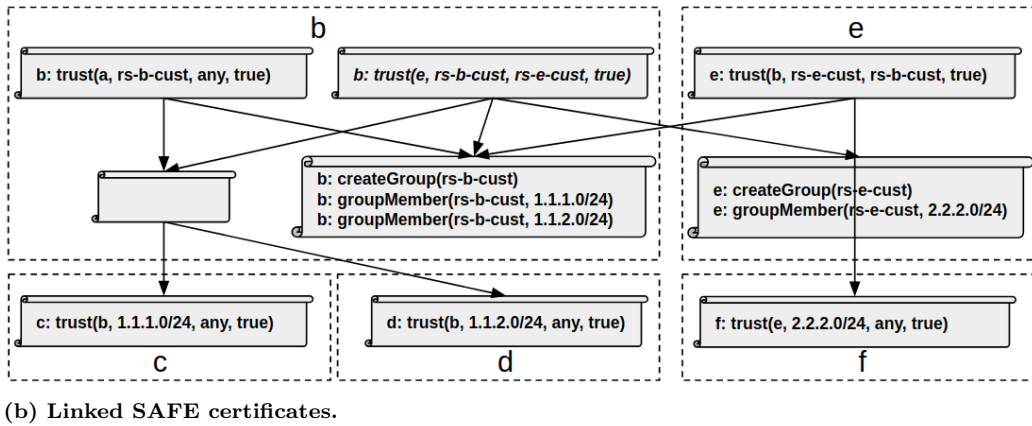 b
e
b: trust(a, rs-b-cust, any, true)
b: trust(e, rs-b-cust, rs-e-cust, true)
e: trust(b, rs-e-cust, rs-b-cust, true)
b: createGroup(rs-b-cust)
b: groupMember(rs-b-cust, 1.1.1.0/24)
b: groupMember(rs-b-cust, 1.1.2.0/24)
e: createGroup(rs-e-cust)
e: groupMember(rs-e-cust, 2.2.2.0/24)
c: trust(b, 1.1.1.0/24, any, true)
d: trust(b, 1.1.2.0/24, any, true)
f: trust(e, 2.2.2.0/24, any, true)
c
d
f
(b) Linked SAFE certificates.